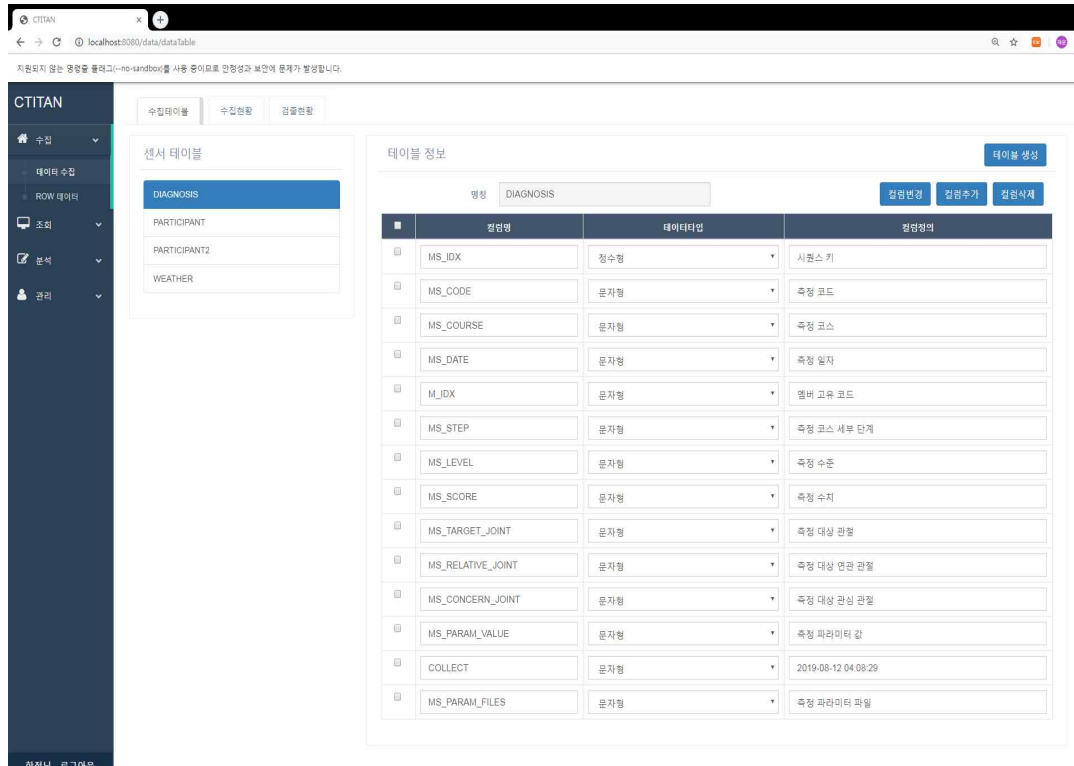 CTITAN
localhost:8080/data/dataTable
지원되지 않는 명령줄 플래그(--no-sandbox)를 사용 중이므로 안정성과 보안에 문제가 발생합니다.
CTITAN
수집
데이터 수집
ROW 데이터
조회
분석
관리
로그아웃
수집테이블 수집현황 검출현황
센서 테이블
DIAGNOSIS
PARTICIPANT
PARTICIPANT2
WEATHER
테이블 정보
테이블 생성
명칭 DIAGNOSIS 컬럼변경 컬럼추가 컬럼삭제
컬럼명 데이터타입 컬럼정의
MS_IDX 정수형 시퀀스 키
MS_CODE 문자형 측정 코드
MS_COURSE 문자형 측정 코스
MS_DATE 문자형 측정 일자
M_IDX 문자형 멤버 고유 코드
MS_STEP 문자형 측정 코스 세부 단계
MS_LEVEL 문자형 측정 수준
MS_SCORE 문자형 측정 수치
MS_TARGET_JOINT 문자형 측정 대상 관절
MS_RELATIVE_JOINT 문자형 측정 대상 연관 관절
MS_CONCERN_JOINT 문자형 측정 대상 관심 관절
MS_PARAM_VALUE 문자형 측정 파라미터 값
COLLECT 문자형 2019-08-12 04:08:29
MS_PARAM_FILES 문자형 측정 파라미터 파일